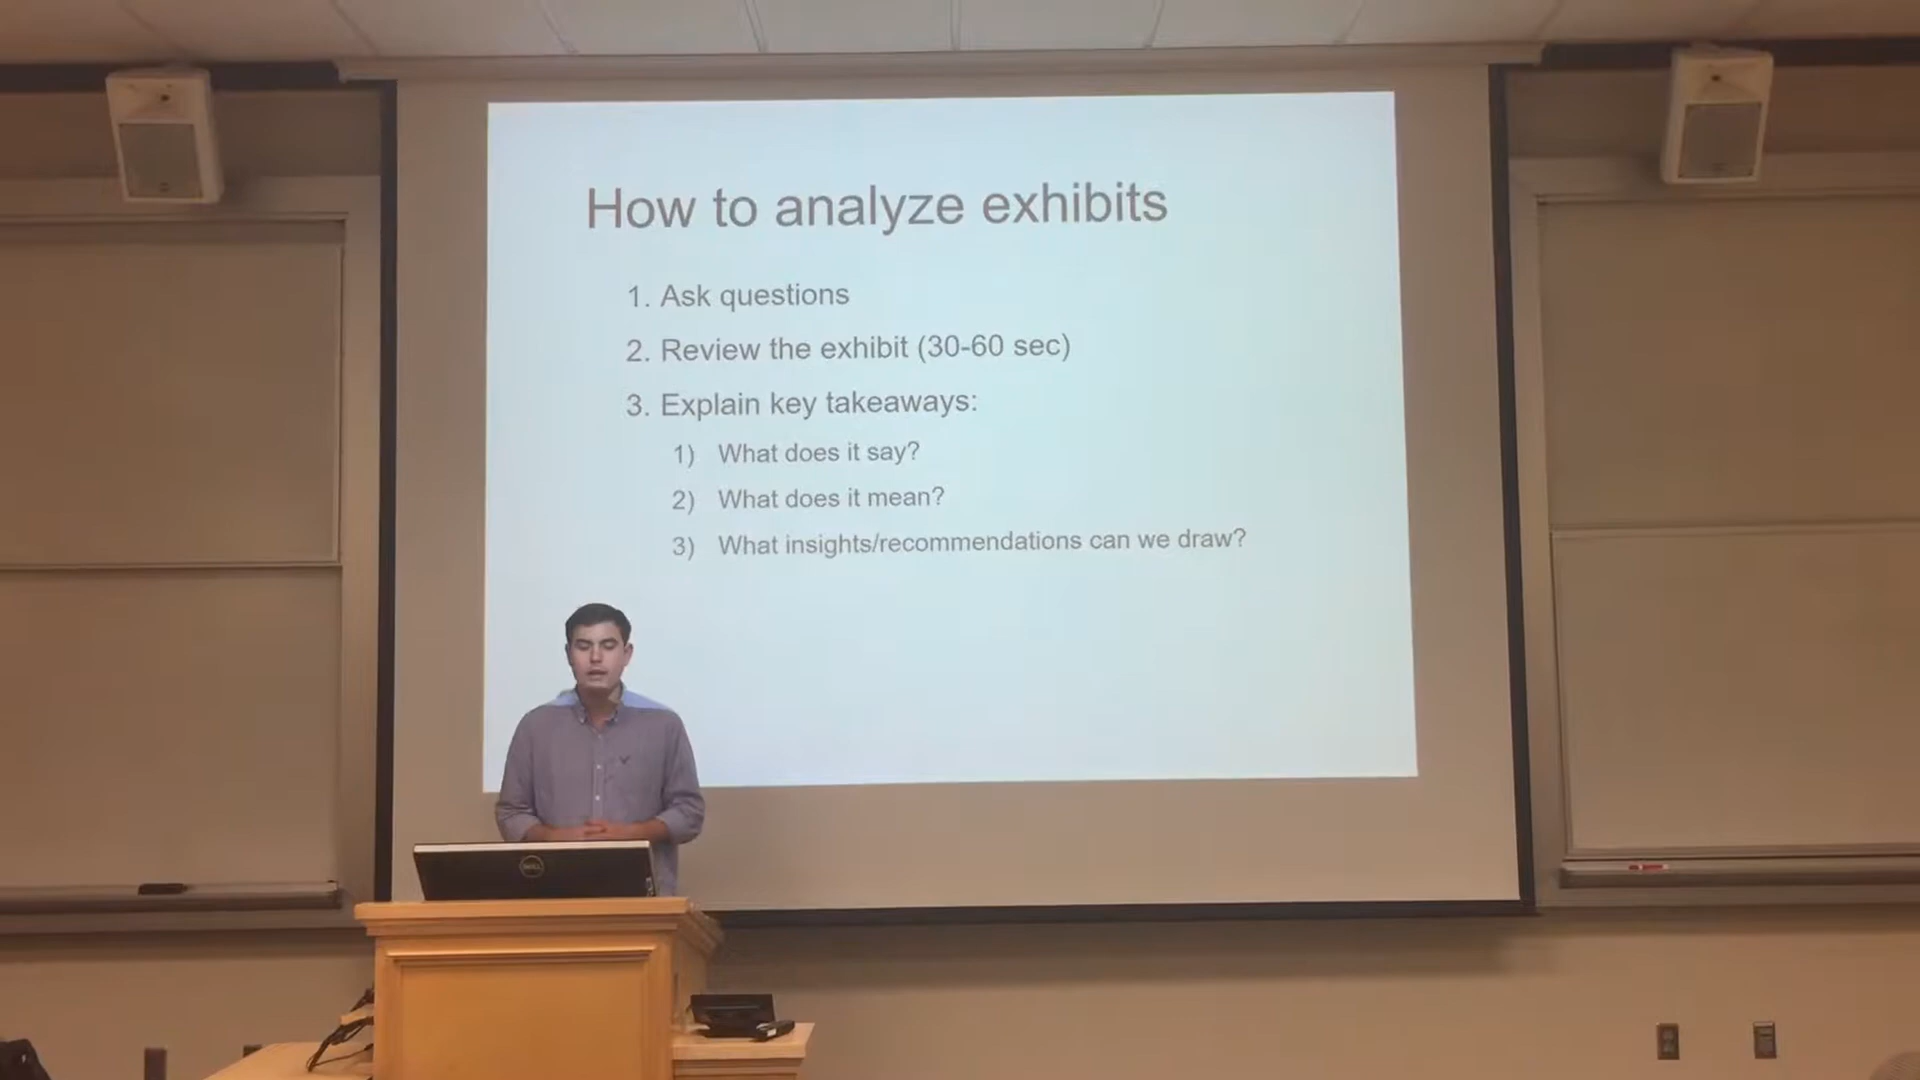 How to analyze exhibits
1. Ask questions
2. Review the exhibit (30-60 sec)
3. Explain key takeaways:
1) What does it say?
2) What does it mean?
3) What insights/recommendations can we draw?
DELL